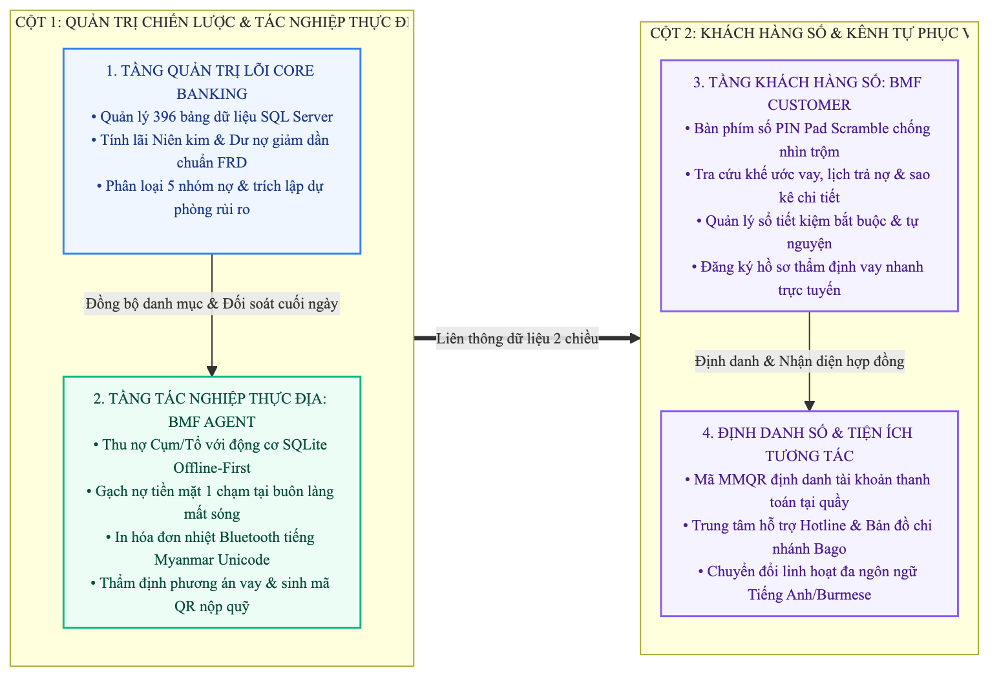 CỘT 1: QUẢN TRỊ CHIẾN LƯỢC & TÁC NGHIỆP THỰC
1. TẦNG QUẢN TRỊ LÕI CORE
BANKING
• Quản lý 396 bảng dữ liệu SQL Server
• Tính lãi Niên kim & Dư nợ giảm dần
chuẩn FRD
• Phân loại 5 nhóm nợ & trích lập dự
phòng rủi ro
Đồng bộ danh mục & Đối soát cuối ngày
2. TẦNG TÁC NGHIỆP THỰC ĐỊA:
BMF AGENT
• Thu nợ Cụm/Tổ với động cơ SQLite
Offline-First
• Gạch nợ tiền mặt 1 chạm tại buôn làng
mất sóng
• In hóa đơn nhiệt Bluetooth tiếng
Myanmar Unicode
• Thẩm định phương án vay & sinh mã
QR nộp quỹ
Liên thông dữ liệu 2 chiều
CỘT 2: KHÁCH HÀNG SỐ & KÊNH TỰ PHỤC
3. TẦNG KHÁCH HÀNG SỐ: BMF
CUSTOMER
• Bàn phím số PIN Pad Scramble chống
nhìn trộm
• Tra cứu khế ước vay, lịch trả nợ & sao
kê chi tiết
• Quản lý sổ tiết kiệm bắt buộc & tự
nguyện
• Đăng ký hồ sơ thẩm định vay nhanh
trực tuyến
Định danh & Nhận diện hợp đồng
4. ĐỊNH DANH SỐ & TIỆN ÍCH
TƯƠNG TÁC
• Mã MMQR định danh tài khoản thanh
toán tại quầy
• Trung tâm hỗ trợ Hotline & Bản đồ chi
nhánh Bago
• Chuyển đổi linh hoạt đa ngôn ngữ
Tiếng Anh/Burmese